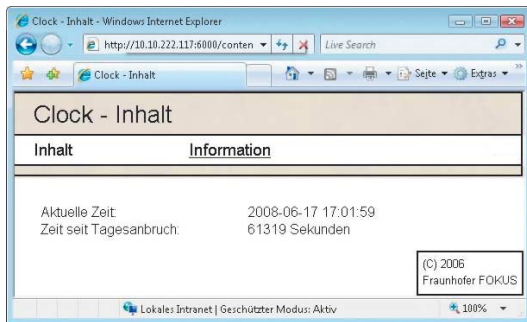 Clock - Inhalt - Windows Internet Explorer
http://10.10.222.117:6000/conten
Live Search
Clock - Inhalt
Seite
Extras
Clock - Inhalt
Inhalt Information
Aktuelle Zeit: 2008-06-17 17:01:59
Zeit seit Tagesanbruch: 61319 Sekunden
(C) 2006
Fraunhofer FOKUS
Lokales Intranet | Geschützter Modus: Aktiv 100%